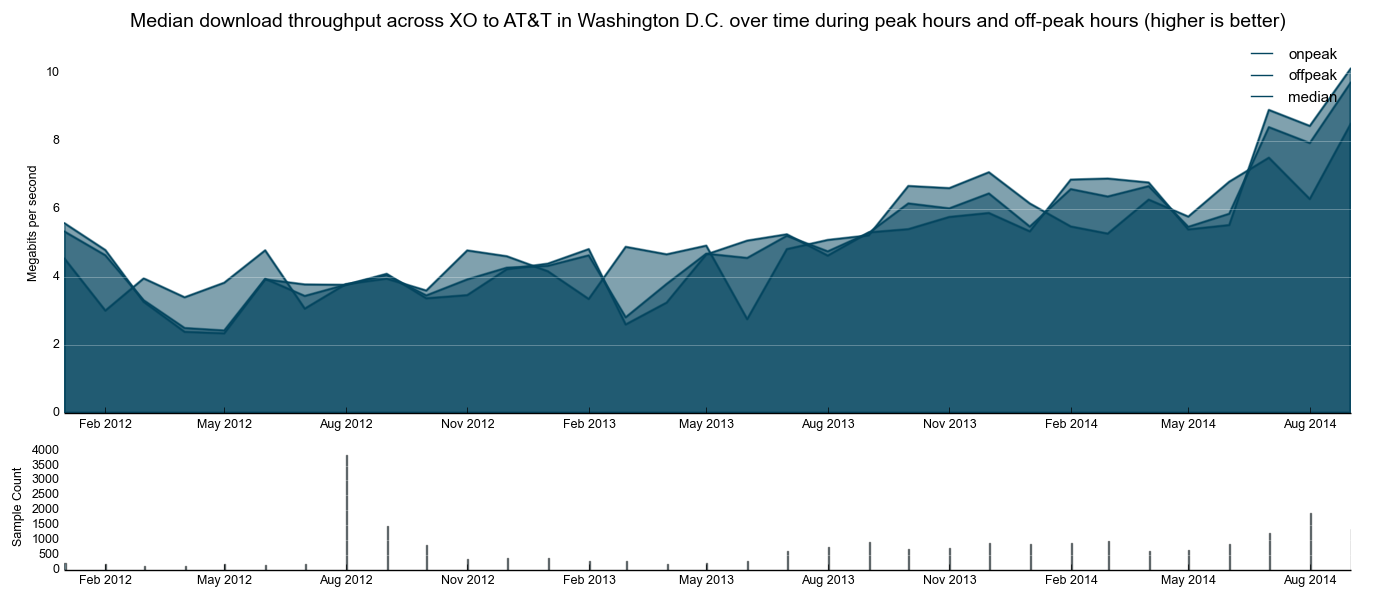 Median download throughput across XO to AT&T in Washington D.C. over time during peak hours and off-peak hours (higher is better)
onpeak
offpeak
median
Megabits per second
10
8
6
4
2
0
Feb 2012 May 2012 Aug 2012 Nov 2012 Feb 2013 May 2013 Aug 2013 Nov 2013 Feb 2014 May 2014 Aug 2014
Sample Count
4000
3500
3000
2500
2000
1500
1000
500
0
Feb 2012 May 2012 Aug 2012 Nov 2012 Feb 2013 May 2013 Aug 2013 Nov 2013 Feb 2014 May 2014 Aug 2014